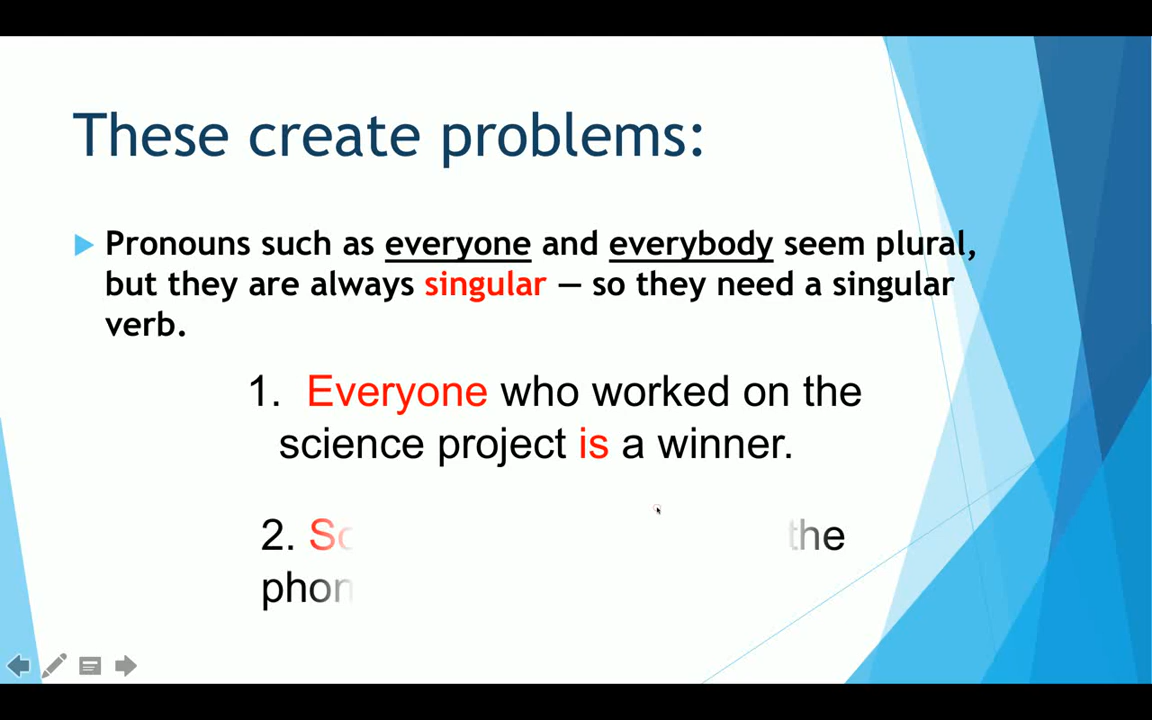 These create problems:
Pronouns such as everyone and everybody seem plural,
but they are always singular — so they need a singular
verb.
1. Everyone who worked on the
science project is a winner.
2. So the
phon